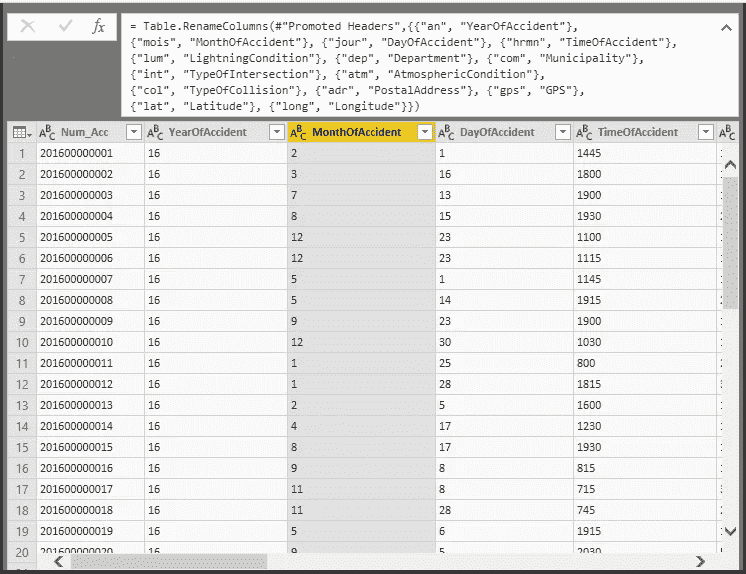 fx
= Table.RenameColumns(#"Promoted Headers",{{"an", "YearOfAccident"},
{"mois", "MonthOfAccident"}, {"jour", "DayOfAccident"}, {"hrmn", "TimeOfAccident"},
{"lum", "LightningCondition"}, {"dep", "Department"}, {"com", "Municipality"},
{"int", "TypeOfIntersection"}, {"atm", "AtmosphericCondition"},
{"col", "TypeOfCollision"}, {"adr", "PostalAddress"}, {"gps", "GPS"},
{"lat", "Latitude"}, {"long", "Longitude"}})
ABC Num_Acc ABC YearOfAccident ABC MonthOfAccident ABC DayOfAccident ABC TimeOfAccident ABC
1 201600000001 16 2 1 1445
2 201600000002 16 3 16 1800
3 201600000003 16 7 13 1900
4 201600000004 16 8 15 1930
5 201600000005 16 12 23 1100
6 201600000006 16 12 23 1115
7 201600000007 16 5 1 1145
8 201600000008 16 5 14 1915
9 201600000009 16 9 23 1900
10 201600000010 16 12 30 1030
11 201600000011 16 1 25 800
12 201600000012 16 1 28 1815
13 201600000013 16 2 5 1600
14 201600000014 16 4 17 1230
15 201600000015 16 8 17 1930
16 201600000016 16 9 8 815
17 201600000017 16 11 8 715
18 201600000018 16 11 28 745
19 201600000019 16 5 6 1915
20 201600000020 16 9 5 2030